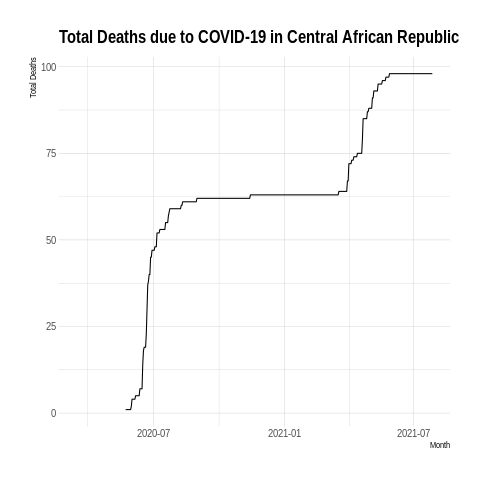 Total Deaths due to COVID-19 in Central African Republic
Total Deaths
100
75
50
25
0
2020-07
2021-01
2021-07
Month